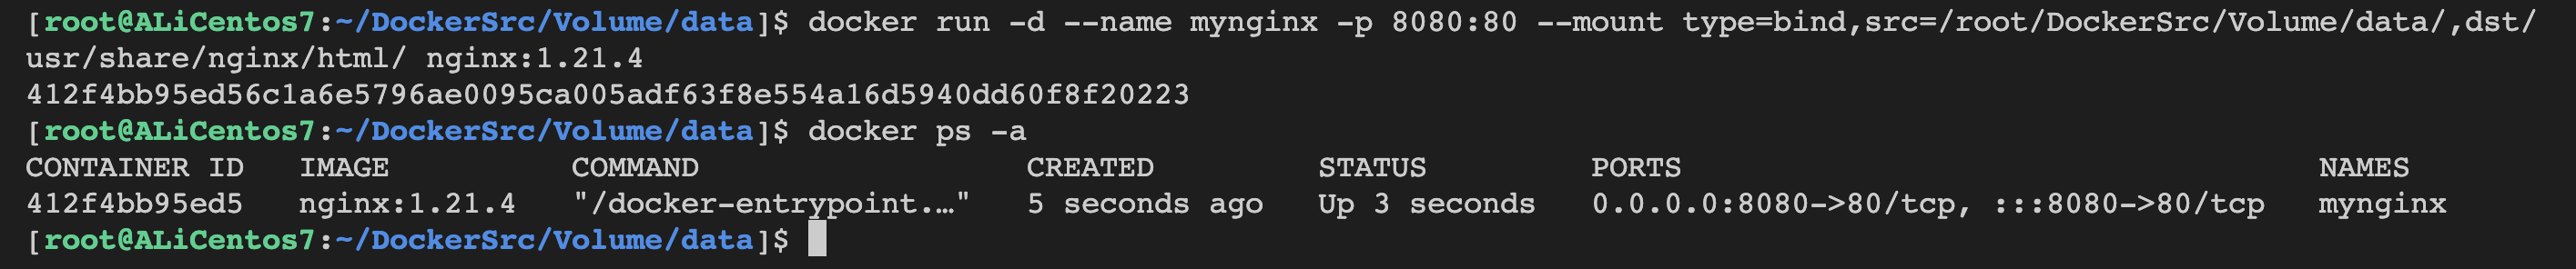 [root@ALiCentos7:~/DockerSrc/Volume/data]$ docker run -d --name mynginx -p 8080:80 --mount type=bind,src=/root/DockerSrc/Volume/data/,dst/
usr/share/nginx/html/ nginx:1.21.4
412f4bb95ed56c1a6e5796ae0095ca005adf63f8e554a16d5940dd60f8f20223
[root@ALiCentos7:~/DockerSrc/Volume/data]$ docker ps -a
CONTAINER ID   IMAGE          COMMAND                  CREATED         STATUS         PORTS                                   NAMES
412f4bb95ed5   nginx:1.21.4   "/docker-entrypoint.…"   5 seconds ago   Up 3 seconds   0.0.0.0:8080->80/tcp, :::8080->80/tcp   mynginx
[root@ALiCentos7:~/DockerSrc/Volume/data]$